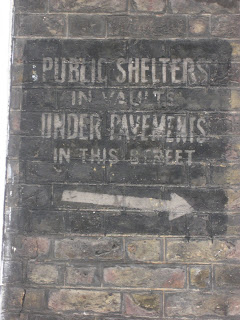 PUBLIC SHELTERS
IN VAULTS
UNDER PAVEMENTS
IN THIS STREET